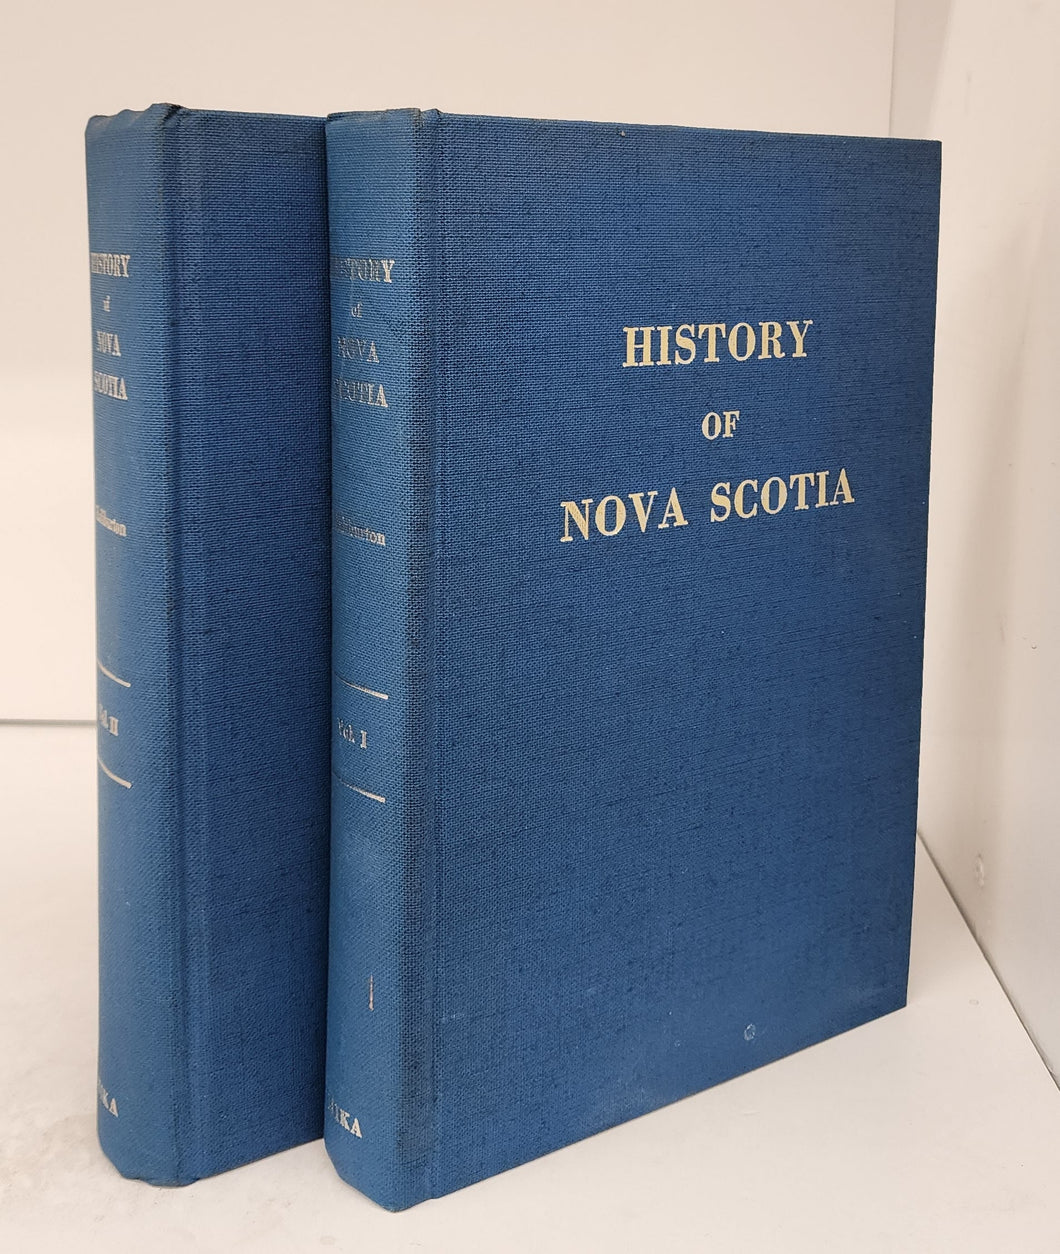 HISTORY
of
NOVA
SCOTIA
Haliburton
Vol. II
HISTORY
of
NOVA
SCOTIA
Haliburton
Vol. I
HISTORY
OF
NOVA SCOTIA